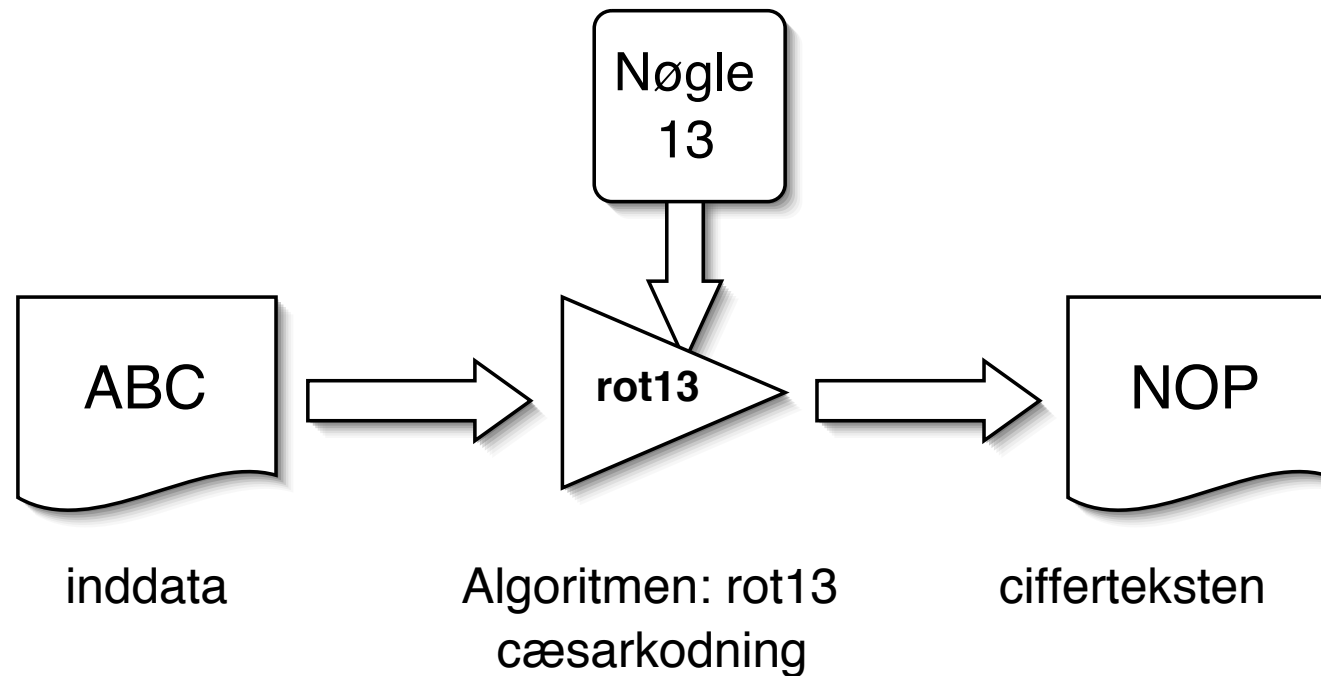 Nøgle
13
ABC
rot13
NOP
inddata
Algoritmen: rot13
cæsarkodning
cifferteksten